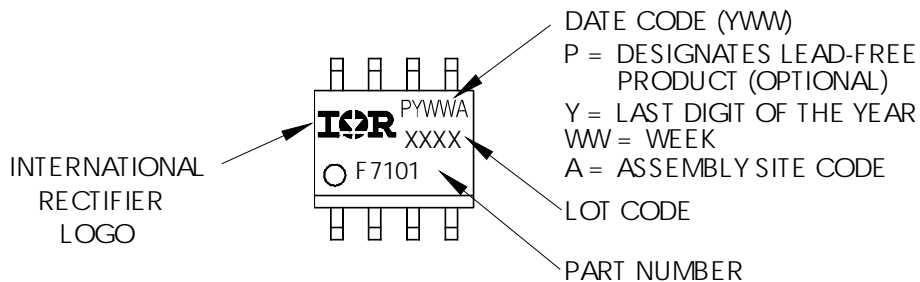 DATE CODE (YWW)
P = DESIGNATES LEAD-FREE
PRODUCT (OPTIONAL)
Y = LAST DIGIT OF THE YEAR
WW = WEEK
A = ASSEMBLY SITE CODE
LOT CODE
PART NUMBER
INTERNATIONAL
RECTIFIER
LOGO
PYWWA
IOR
XXXX
F7101